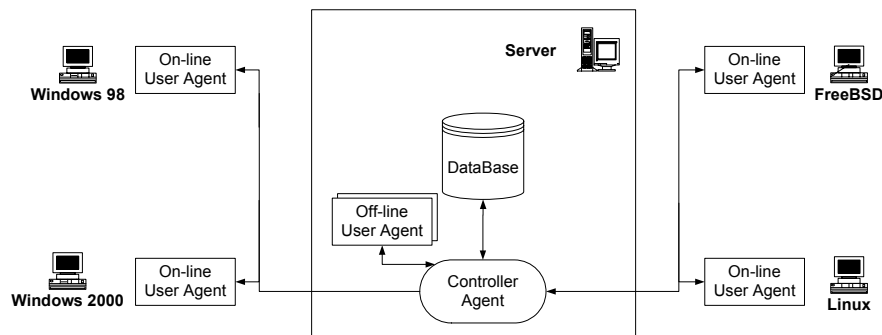 On-line
User Agent
Windows 98
Server
On-line
User Agent
FreeBSD
DataBase
Off-line
User Agent
On-line
User Agent
Windows 2000
Controller
Agent
On-line
User Agent
Linux